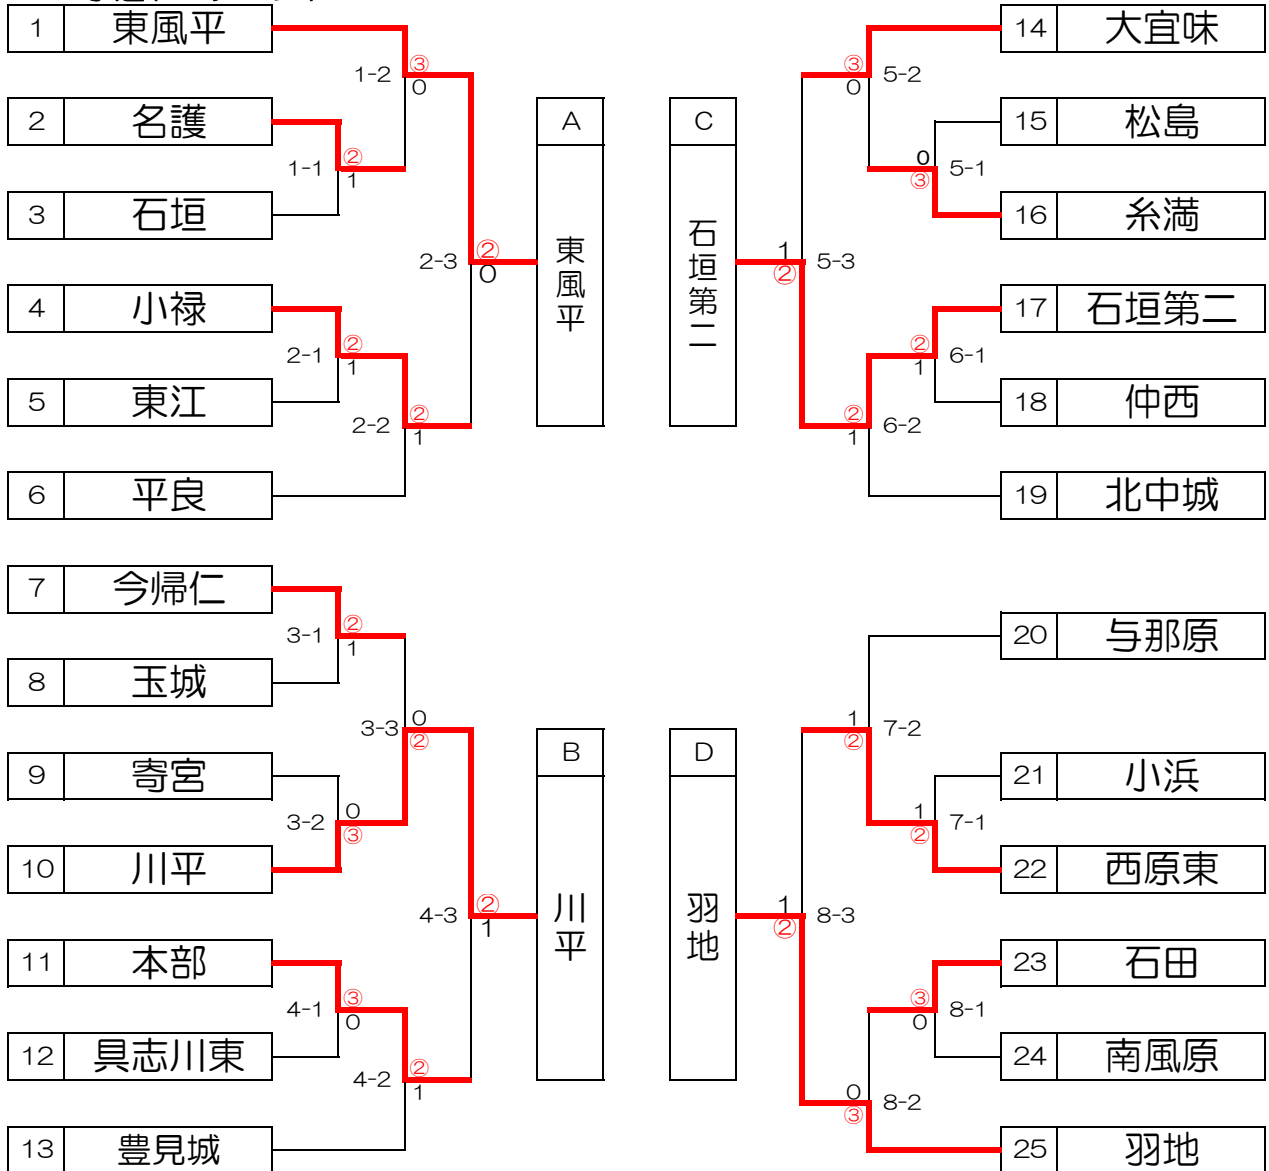 1 東風平
2 名護
3 石垣
4 小禄
5 東江
6 平良
7 今帰仁
8 玉城
9 寄宮
10 川平
11 本部
12 具志川東
13 豊見城
1-2 ③ 0
1-1 ② 1
2-3 ② 0
2-1 ② 1
2-2 ② 1
3-1 ② 1
3-3 0 ②
3-2 0 ③
4-3 ② 1
4-1 ③ 0
4-2 ② 1
A
東風平
B
川平
C
石垣第二
D
羽地
③ 0 5-2
0 ③ 5-1
1 ② 5-3
② 1 6-1
② 1 6-2
1 ② 7-2
1 ② 7-1
1 ② 8-3
③ 0 8-1
0 ③ 8-2
14 大宜味
15 松島
16 糸満
17 石垣第二
18 仲西
19 北中城
20 与那原
21 小浜
22 西原東
23 石田
24 南風原
25 羽地